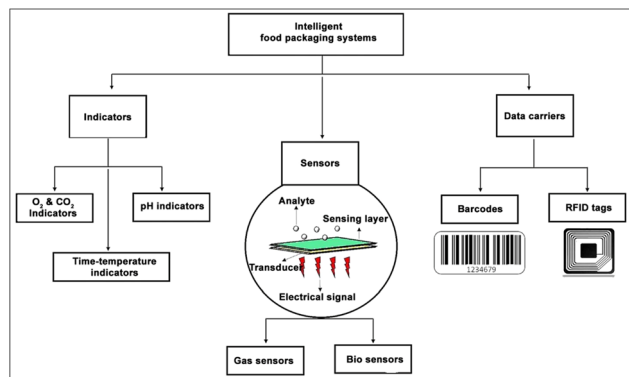 Intelligent
food packaging systems
Indicators
Data carriers
Sensors
O₂ & CO₂
Indicators
pH indicators
Barcodes
RFID tags
Analyte
Sensing layer
Time-temperature
indicators
Transducer
1234679
Electrical signal
Gas sensors
Bio sensors